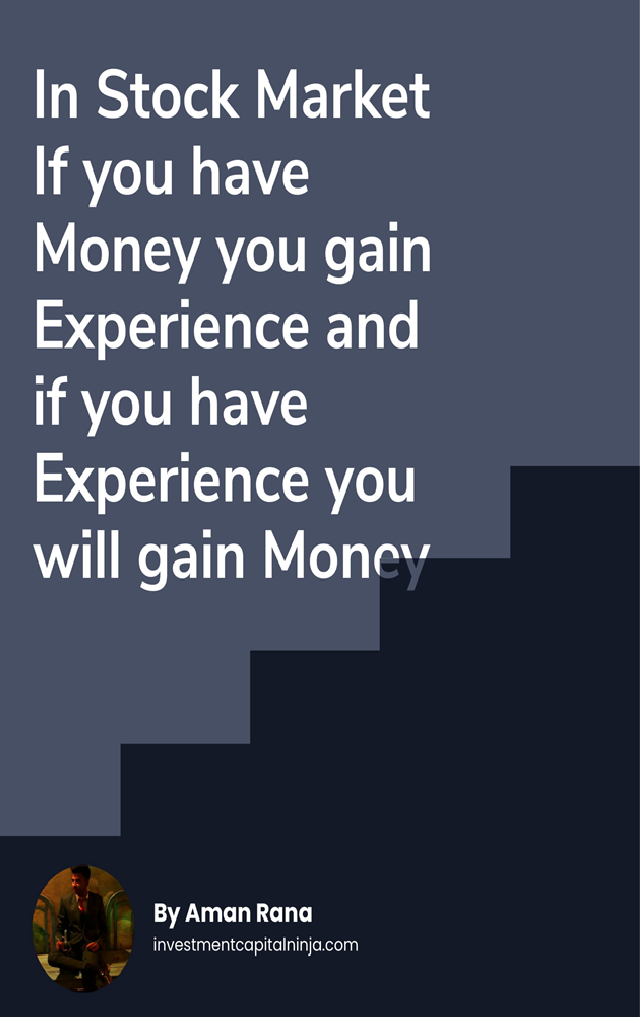 In Stock Market
If you have
Money you gain
Experience and
if you have
Experience you
will gain Money
By Aman Rana
investmentcapitalninja.com